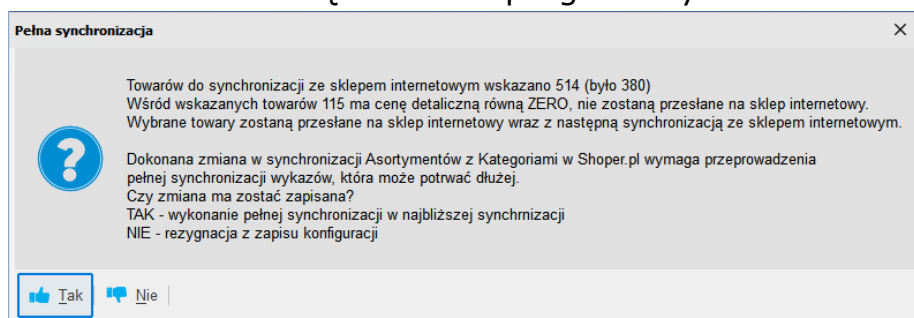 Pełna synchronizacja
Towarów do synchronizacji ze sklepem internetowym wskazano 514 (było 380)
Wśród wskazanych towarów 115 ma cenę detaliczną równą ZERO, nie zostaną przesłane na sklep internetowy.
Wybrane towary zostaną przesłane na sklep internetowy wraz z następną synchronizacją ze sklepem internetowym.
Dokonana zmiana w synchronizacji Asortymentów z Kategoriami w Shoper.pl wymaga przeprowadzenia
pełnej synchronizacji wykazów, która może potrwać dłużej.
Czy zmiana ma zostać zapisana?
TAK - wykonanie pełnej synchronizacji w najbliższej synchrnizacji
NIE - rezygnacja z zapisu konfiguracji
Tak Nie